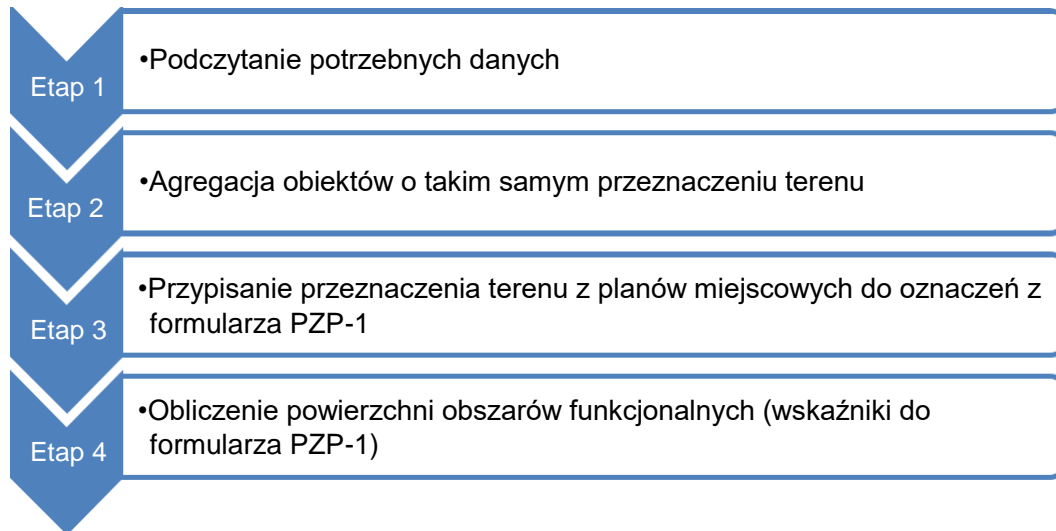 Etap 1
•Podczytanie potrzebnych danych
Etap 2
•Agregacja obiektów o takim samym przeznaczeniu terenu
Etap 3
•Przypisanie przeznaczenia terenu z planów miejscowych do oznaczeń z
formularza PZP-1
Etap 4
•Obliczenie powierzchni obszarów funkcjonalnych (wskaźniki do
formularza PZP-1)